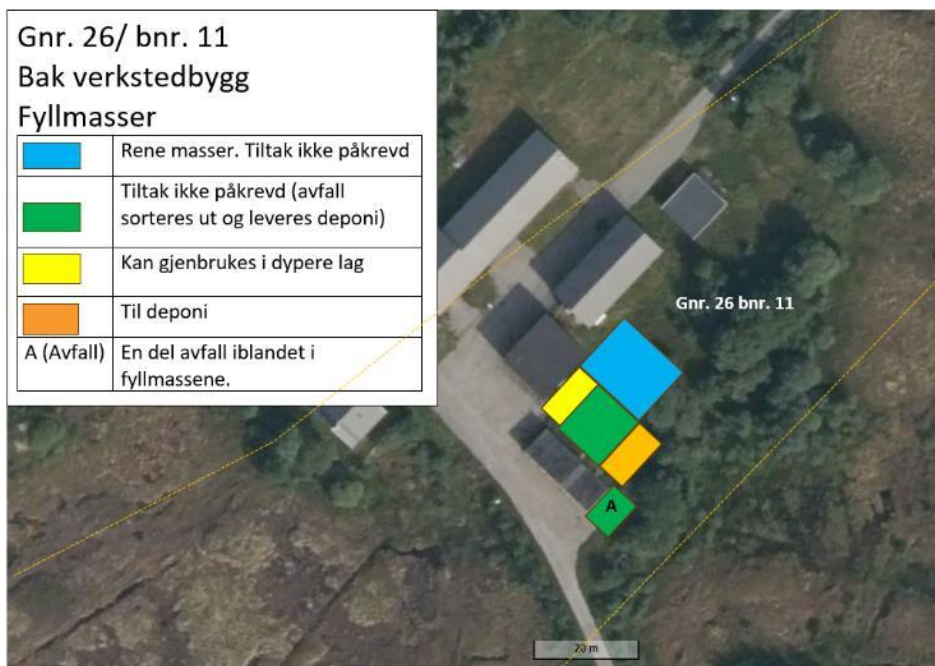 Gnr. 26/ bnr. 11
Bak verkstedbygg
Fyllmasser
Rene masser. Tiltak ikke påkrevd
Tiltak ikke påkrevd (avfall
sorteres ut og leveres deponi)
Kan gjenbrukes i dypere lag
Til deponi
A (Avfall) En del avfall iblandet i
fyllmassene.
Gnr. 26 bnr. 11
A
20 m